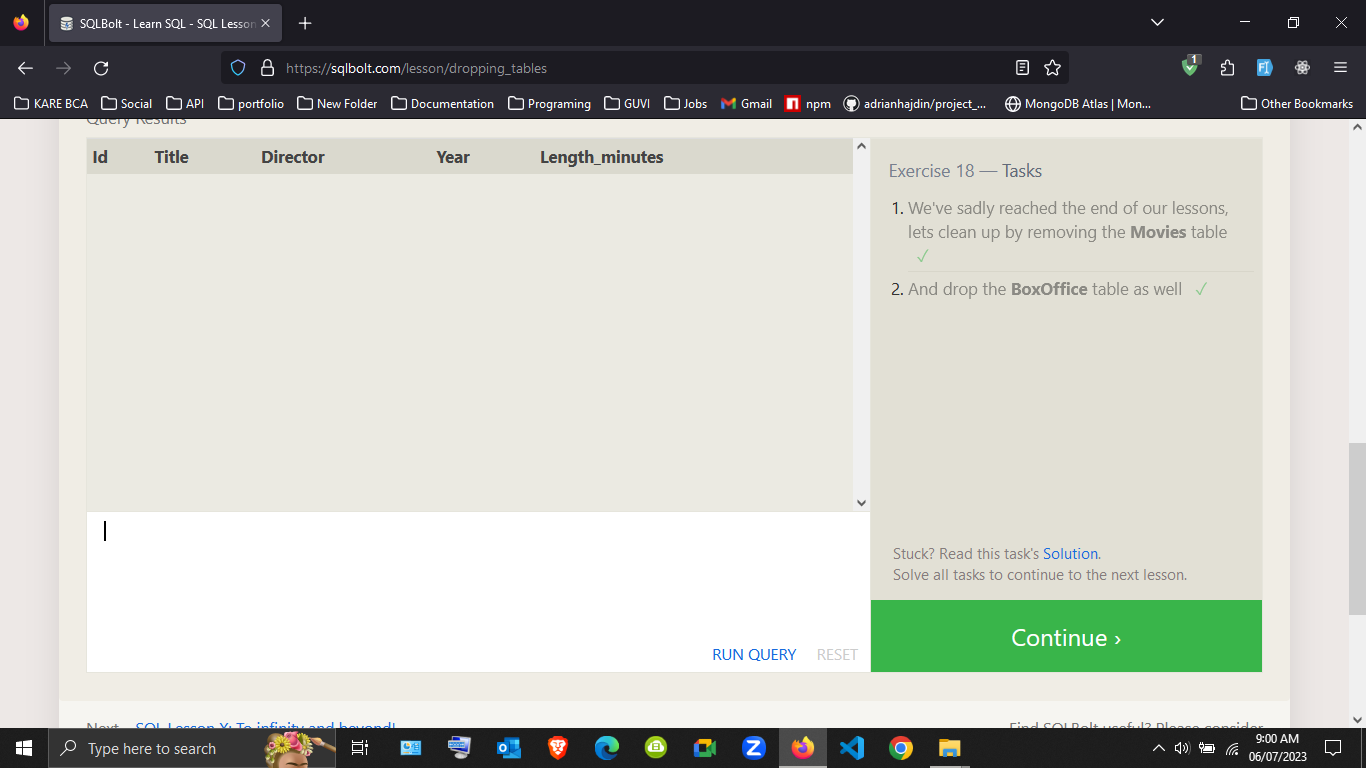 SQLBolt - Learn SQL - SQL Lesson
https://sqlbolt.com/lesson/dropping_tables
1
KARE BCA
Social
API
portfolio
New Folder
Documentation
Programing
GUVI
Jobs
Gmail
npm
adrianhajdin/project_...
MongoDB Atlas | Mon...
Other Bookmarks
Query Results
Id Title Director Year Length_minutes
Exercise 18 — Tasks
1. We've sadly reached the end of our lessons,
lets clean up by removing the Movies table
✓
2. And drop the BoxOffice table as well ✓
Stuck? Read this task's Solution.
Solve all tasks to continue to the next lesson.
RUN QUERY RESET
Continue ›
Next – SQL Lesson X: To infinity and beyond!
Find SQLBolt useful? Please consider
Type here to search
9:00 AM
06/07/2023